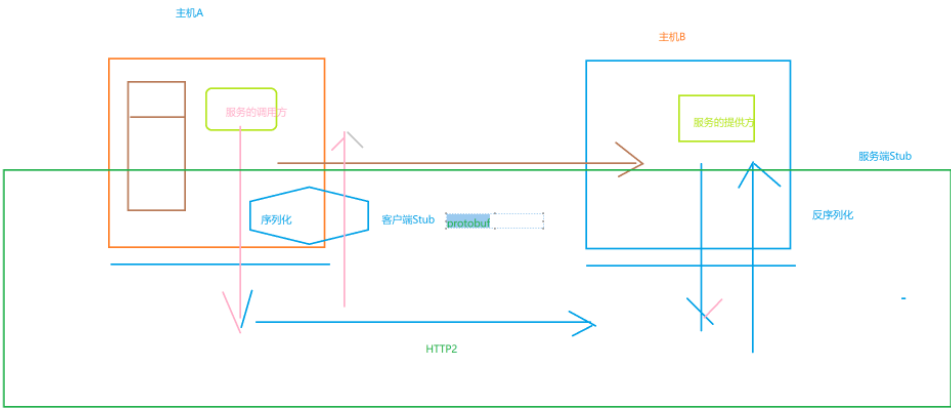 主机A
主机B
服务的调用方
服务的提供方
服务端Stub
序列化
客户端Stub
protobuf
反序列化
HTTP2